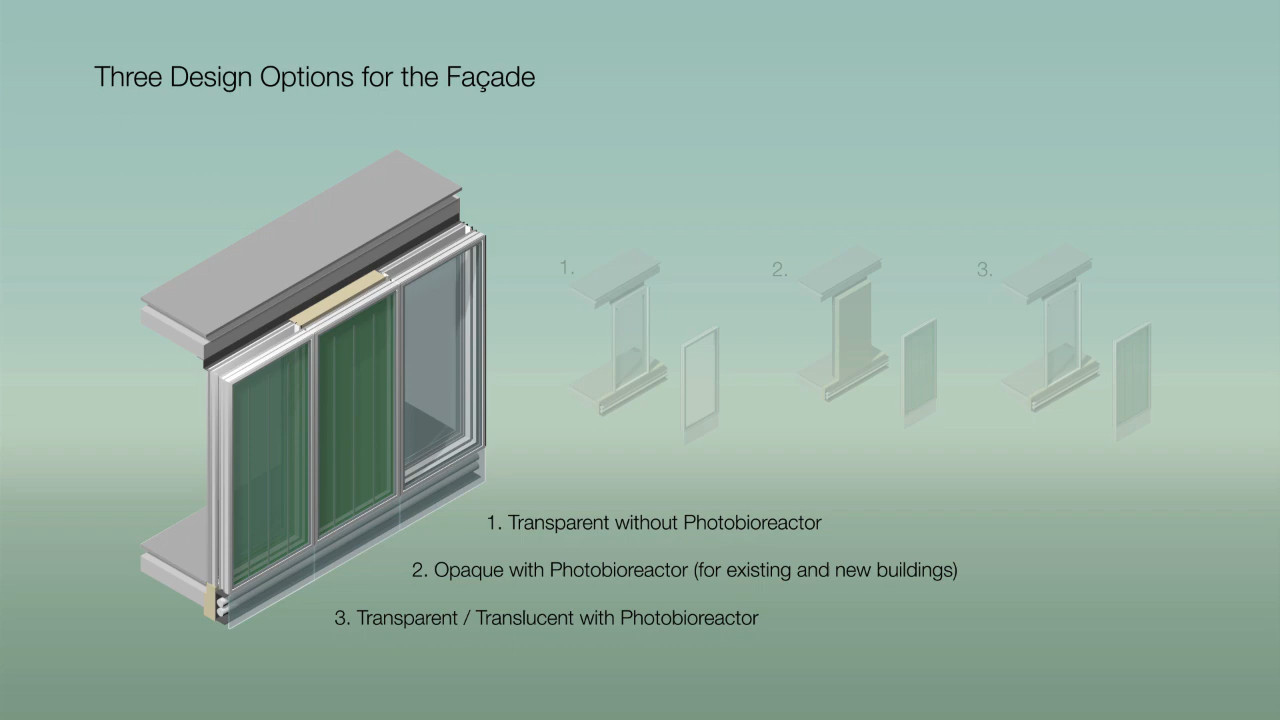 Three Design Options for the Façade
1.
2.
3.
1. Transparent without Photobioreactor
2. Opaque with Photobioreactor (for existing and new buildings)
3. Transparent / Translucent with Photobioreactor